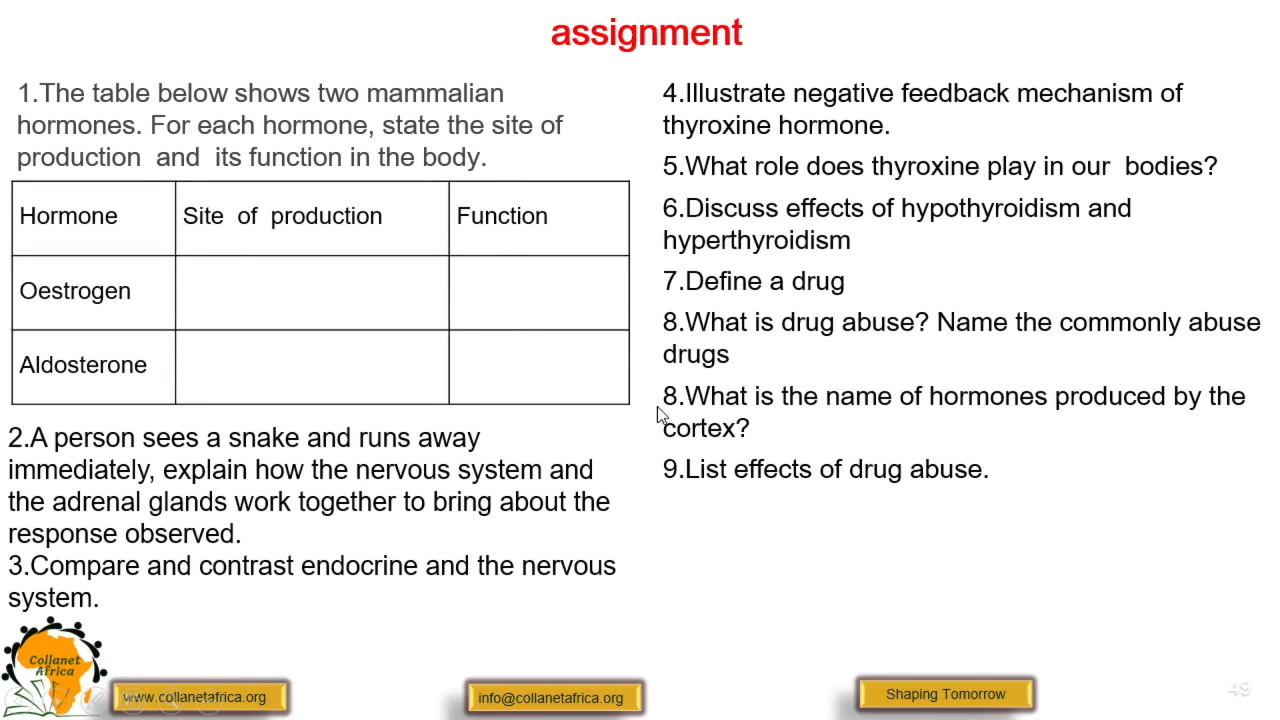 assignment
1.The table below shows two mammalian
hormones. For each hormone, state the site of
production and its function in the body.
Hormone Site of production Function
Oestrogen
Aldosterone
2.A person sees a snake and runs away
immediately, explain how the nervous system and
the adrenal glands work together to bring about the
response observed.
3.Compare and contrast endocrine and the nervous
system.
4.Illustrate negative feedback mechanism of
thyroxine hormone.
5.What role does thyroxine play in our bodies?
6.Discuss effects of hypothyroidism and
hyperthyroidism
7.Define a drug
8.What is drug abuse? Name the commonly abuse
drugs
8.What is the name of hormones produced by the
cortex?
9.List effects of drug abuse.
Collanet
Africa
www.collanetafrica.org
info@collanetafrica.org
Shaping Tomorrow
49